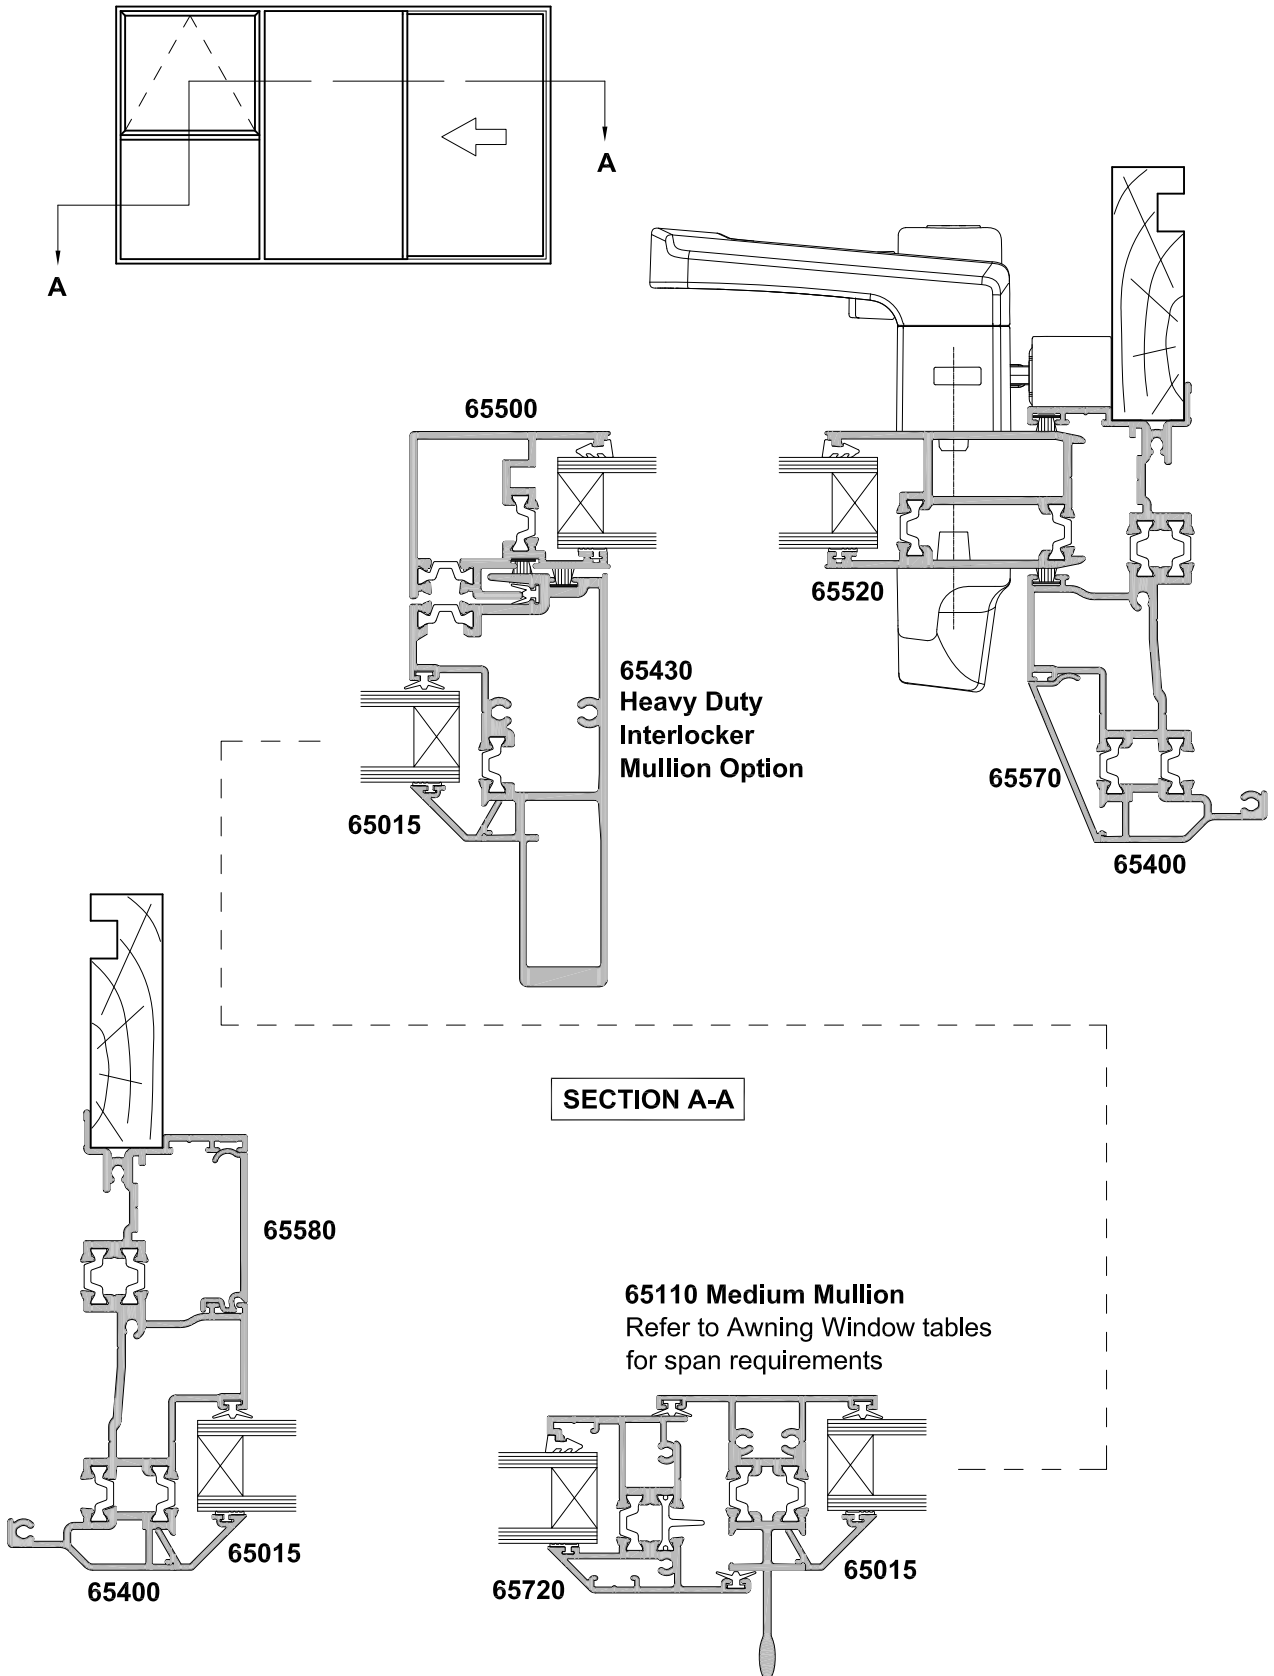 A
A
65500
65520
65430
Heavy Duty
Interlocker
Mullion Option
65570
65015
65400
SECTION A-A
65580
65110 Medium Mullion
Refer to Awning Window tables
for span requirements
65015
65400
65720
65015